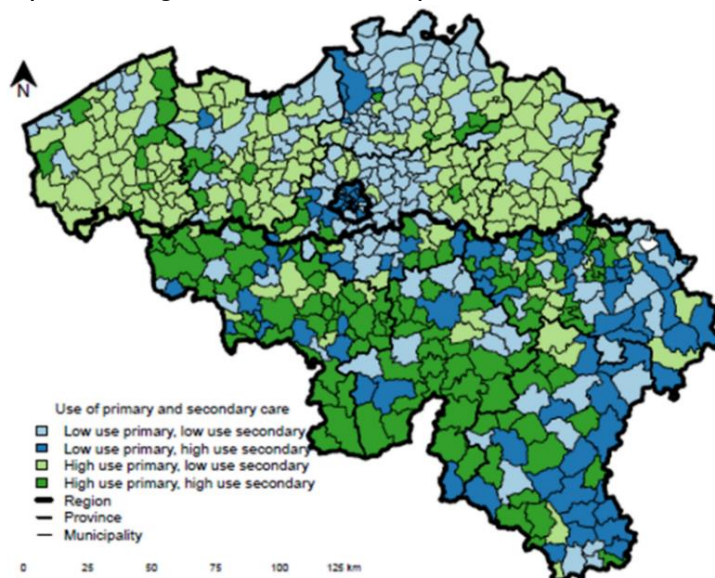 N
Use of primary and secondary care
Low use primary, low use secondary
Low use primary, high use secondary
High use primary, low use secondary
High use primary, high use secondary
Region
Province
Municipality
0 25 50 75 100 125 km